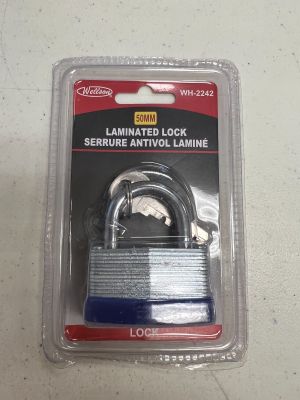 Wellson
WH-2242
50MM
LAMINATED LOCK
SERRURE ANTIVOL LAMINÉ
LOCK